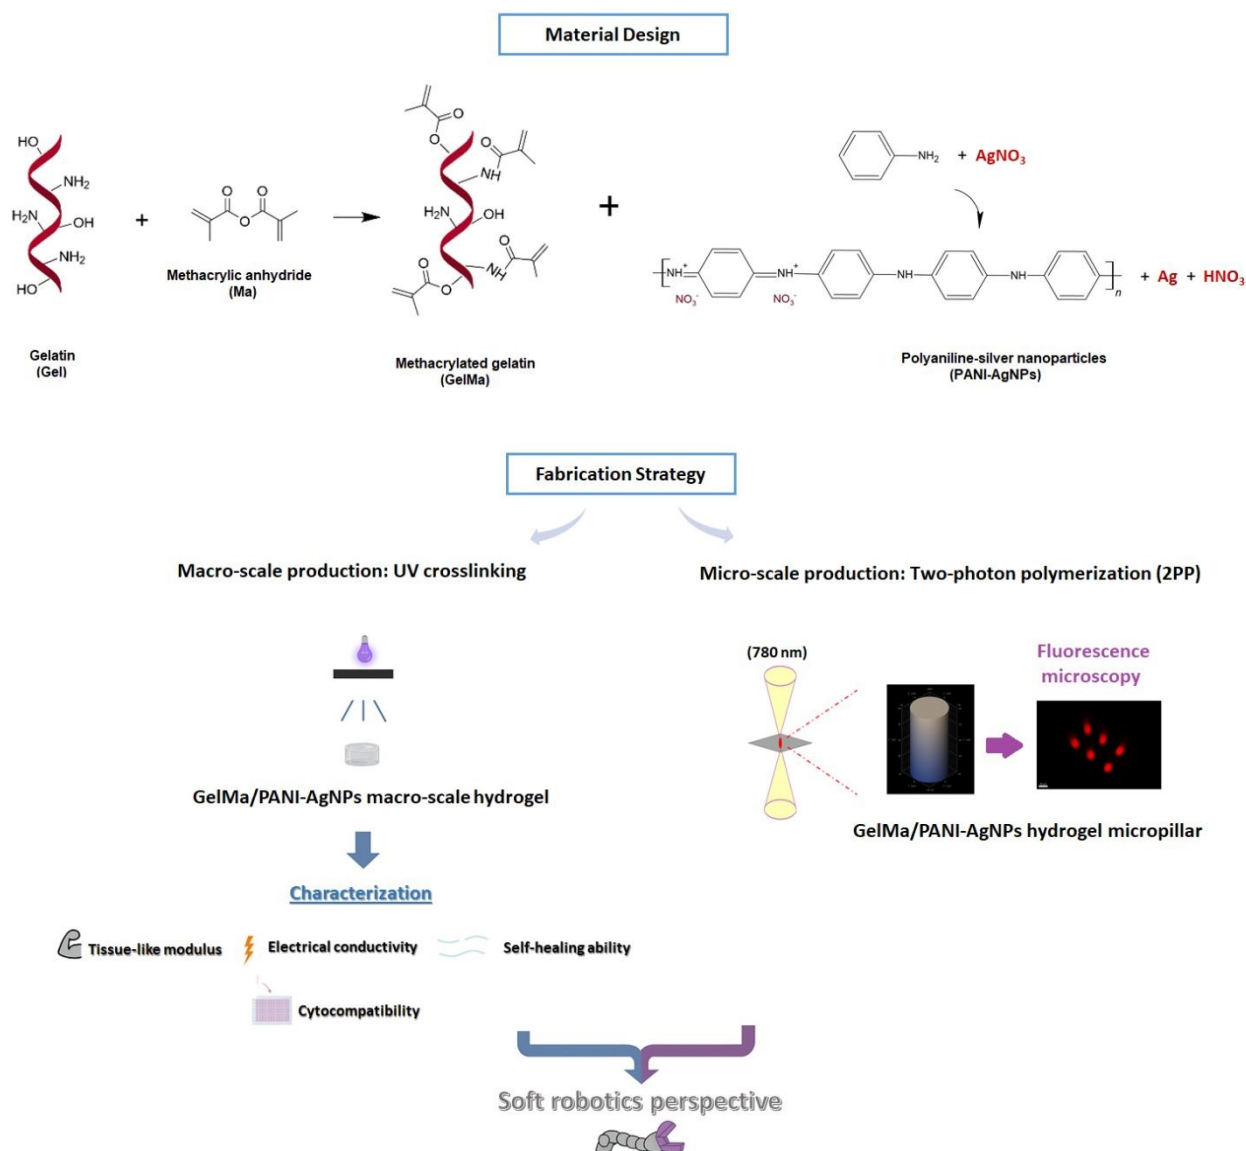 Material Design
HO
NH2
H2N
OH
NH2
HO
Gelatin
(Gel)
+
O
O
O
Methacrylic anhydride
(Ma)
O
O
O
NH
H2N
OH
O
NH
O
O
Methacrylated gelatin
(GelMa)
+
NH2
+ AgNO3
NH+
NO3-
NH+
NO3-
NH
NH
n
+ Ag + HNO3
Polyaniline-silver nanoparticles
(PANI-AgNPs)
Fabrication Strategy
Macro-scale production: UV crosslinking
Micro-scale production: Two-photon polymerization (2PP)
(780 nm)
Fluorescence
microscopy
GelMa/PANI-AgNPs macro-scale hydrogel
GelMa/PANI-AgNPs hydrogel micropillar
Characterization
Tissue-like modulus
Electrical conductivity
Self-healing ability
Cytocompatibility
Soft robotics perspective